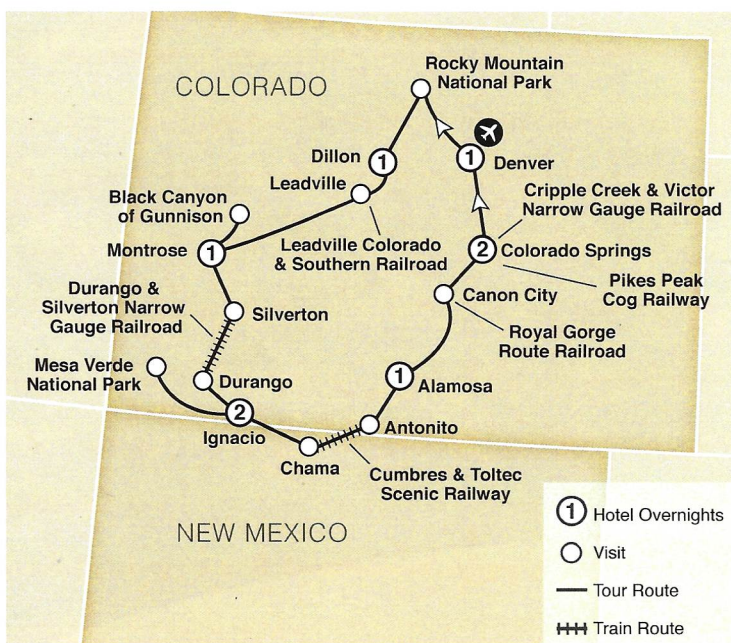 Rocky Mountain
National Park
COLORADO
1
Denver
Dillon
1
Leadville
Cripple Creek & Victor
Narrow Gauge Railroad
Black Canyon
of Gunnison
Montrose
1
Leadville Colorado
& Southern Railroad
2
Colorado Springs
Pikes Peak
Cog Railway
Durango &
Silverton Narrow
Gauge Railroad
Silverton
Canon City
Royal Gorge
Route Railroad
Mesa Verde
National Park
Durango
1
Alamosa
2
Ignacio
Antonito
Chama
Cumbres & Toltec
Scenic Railway
NEW MEXICO
1
Hotel Overnights
Visit
Tour Route
Train Route